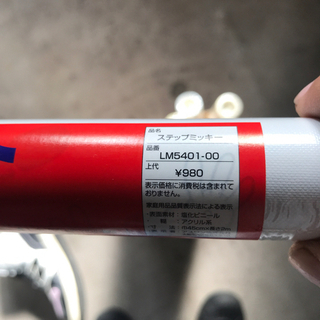 品名
ステップミッキー
品番
LM5401-00
上代
¥980
表示価格に消費税は含まれて
おりません。
家庭用品品質表示法による表示
表面素材:塩化ビニール
アクリル系